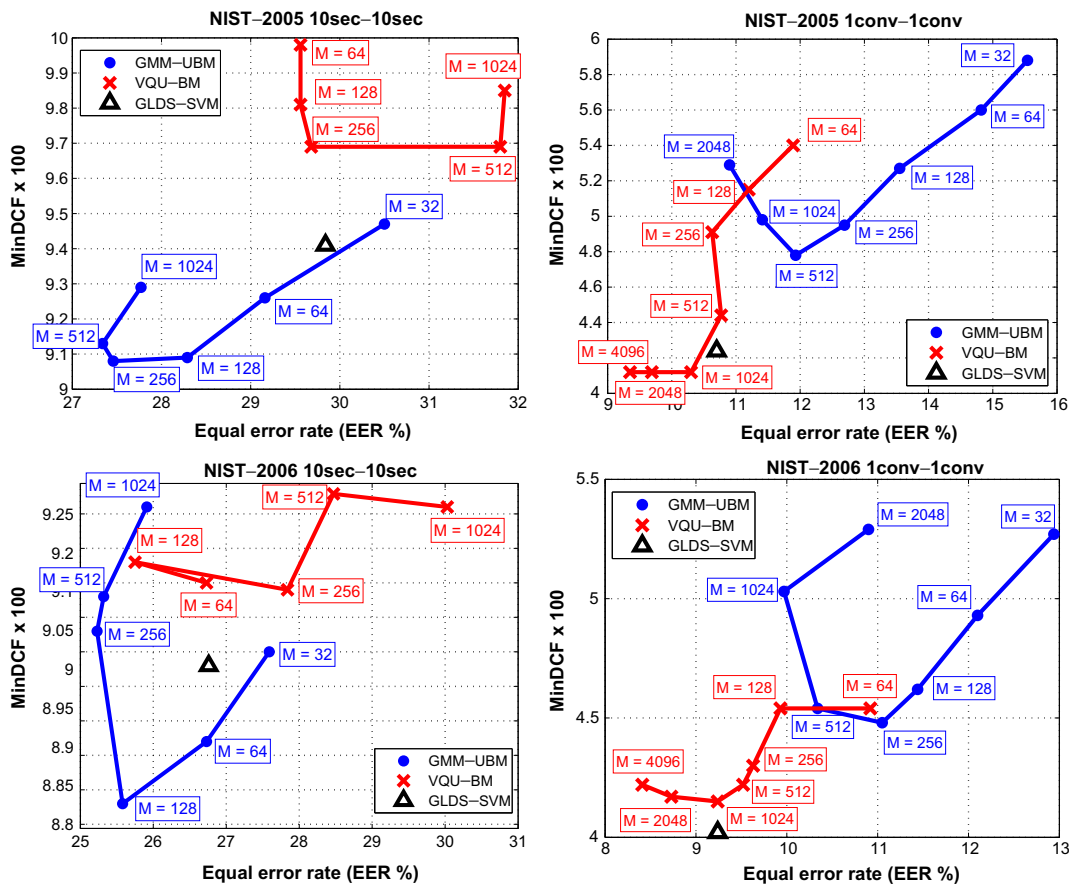 NIST–2005 10sec–10sec
10
9.9
9.8
9.7
9.6
9.5
9.4
9.3
9.2
9.1
9
MinDCF x 100
GMM–UBM
VQU–BM
GLDS–SVM
M = 64
M = 128
M = 256
M = 1024
M = 512
M = 32
M = 1024
M = 64
M = 512
M = 256
M = 128
27
28
29
30
31
32
Equal error rate (EER %)
NIST–2005 1conv–1conv
6
5.8
5.6
5.4
5.2
5
4.8
4.6
4.4
4.2
4
MinDCF x 100
M = 32
M = 64
M = 64
M = 2048
M = 128
M = 128
M = 1024
M = 256
M = 256
M = 512
M = 512
M = 4096
M = 2048
M = 1024
GMM–UBM
VQU–BM
GLDS–SVM
9
10
11
12
13
14
15
16
Equal error rate (EER %)
NIST–2006 10sec–10sec
9.25
9.2
9.1
9.05
9
8.95
8.9
8.85
8.8
MinDCF x 100
M = 1024
M = 512
M = 128
M = 1024
M = 512
M = 64
M = 256
M = 256
M = 32
M = 64
M = 128
GMM–UBM
VQU–BM
GLDS–SVM
25
26
27
28
29
30
31
Equal error rate (EER %)
NIST–2006 1conv–1conv
5.5
5
4.5
4
MinDCF x 100
GMM–UBM
VQU–BM
GLDS–SVM
M = 2048
M = 32
M = 1024
M = 64
M = 128
M = 64
M = 128
M = 512
M = 256
M = 4096
M = 256
M = 512
M = 2048
M = 1024
8
9
10
11
12
13
Equal error rate (EER %)